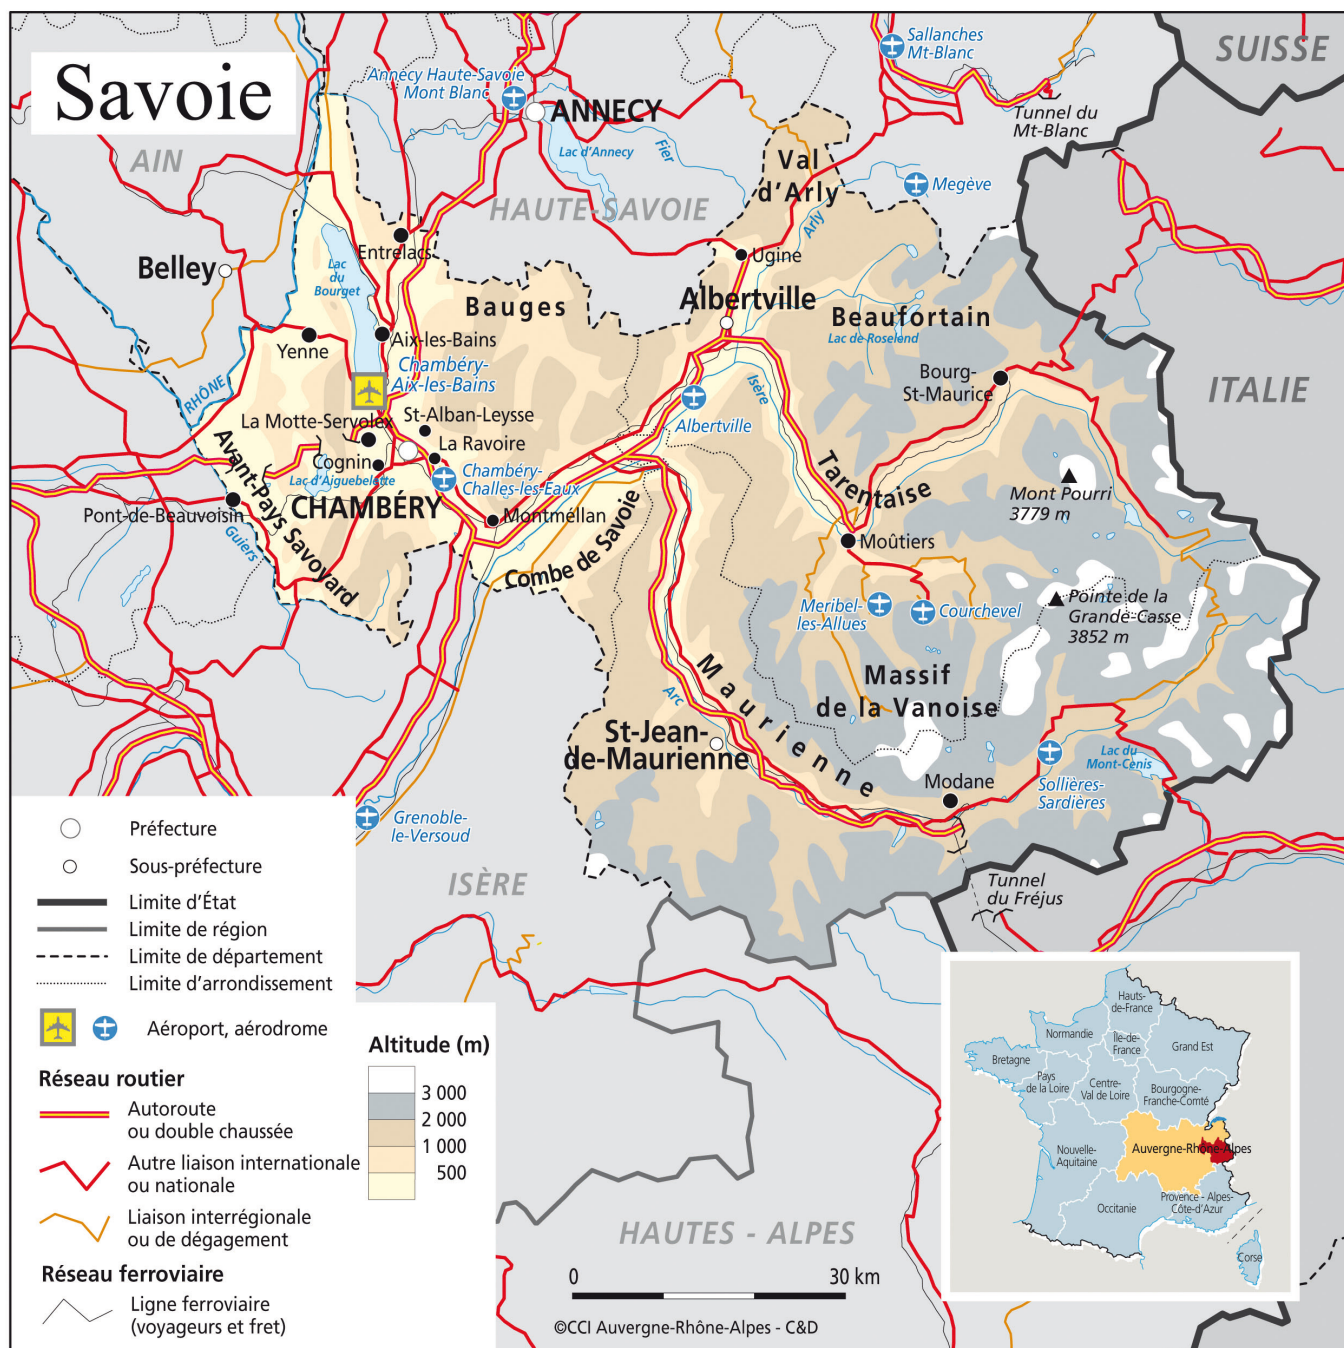 Savoie
SUISSE
Sallanches
Mt-Blanc
Annecy Haute-Savoie
Mont Blanc
ANNECY
Tunnel du
Mt-Blanc
AIN
Lac d'Annecy
Fier
Val
d'Arly
Megève
HAUTE-SAVOIE
Arly
Entrelacs
Ugine
Belley
Lac
du
Bourget
Bauges
Albertville
Beaufortain
Lac de Roselend
Yenne
Aix-les-Bains
Chambéry-
Aix-les-Bains
Isère
Bourg-
St-Maurice
ITALIE
RHÔNE
La Motte-Servolex
St-Alban-Leysse
Albertville
La Ravoire
Cognin
Lac d'Aiguebelette
Chambéry-
Challes-les-Eaux
Avant-Pays Savoyard
CHAMBÉRY
Tarentaise
Mont Pourri
3779 m
Pont-de-Beauvoisin
Montmélian
Guiers
Combe de Savoie
Moûtiers
Meribel-
les-Allues
Courchevel
Pointe de la
Grande-Casse
3852 m
Massif
de la Vanoise
Maurienne
Arc
St-Jean-
de-Maurienne
Lac du
Mont-Cenis
Modane
Sollières-
Sardières
Grenoble-
le-Versoud
ISÈRE
Tunnel
du Fréjus
Préfecture
Sous-préfecture
Limite d'État
Limite de région
Limite de département
Limite d'arrondissement
Aéroport, aérodrome
Réseau routier
Autoroute
ou double chaussée
Autre liaison internationale
ou nationale
Liaison interrégionale
ou de dégagement
Réseau ferroviaire
Ligne ferroviaire
(voyageurs et fret)
Altitude (m)
3 000
2 000
1 000
500
HAUTES - ALPES
0 30 km
©CCI Auvergne-Rhône-Alpes - C&D
Hauts-
de-France
Normandie
Île-de-
France
Grand Est
Bretagne
Pays
de la Loire
Centre-
Val de Loire
Bourgogne-
Franche-Comté
Nouvelle-
Aquitaine
Auvergne-Rhône-Alpes
Occitanie
Provence - Alpes-
Côte-d'Azur
Corse